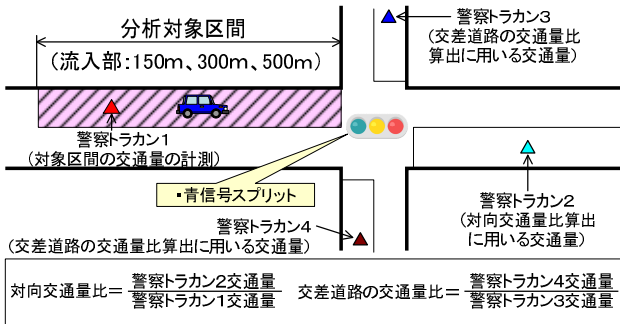 分析対象区間
(流入部:150m、300m、500m)
警察トラカン3
(交差道路の交通量比
算出に用いる交通量)
警察トラカン1
(対象区間の交通量の計測)
・青信号スプリット
警察トラカン2
(対向交通量比算出
に用いる交通量)
警察トラカン4
(交差道路の交通量比算出に用いる交通量)
対向交通量比=警察トラカン2交通量
警察トラカン1交通量
交差道路の交通量比=警察トラカン4交通量
警察トラカン3交通量